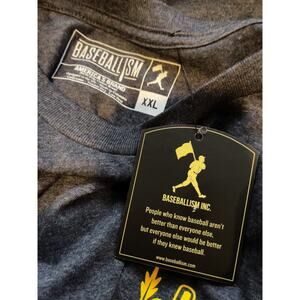 BASEBALLISM
AMERICA'S BRAND
XXL
BASEBALLISM INC.
People who know baseball aren't
better than everyone else,
but everyone else would be better
if they knew baseball.
www.baseballism.com